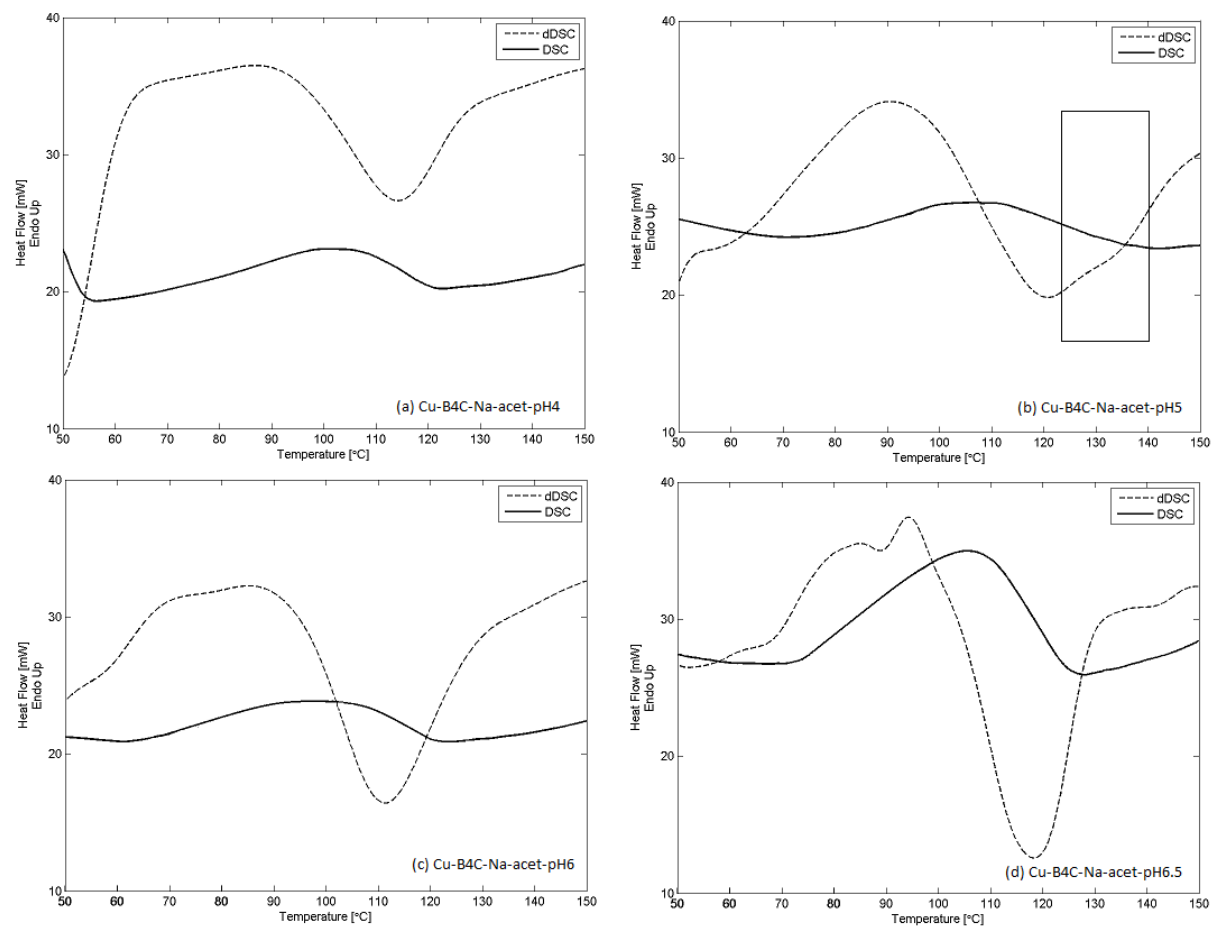 40
30
20
10
Heat Flow [mW]
Endo Up
dDSC
DSC
(a) Cu-B4C-Na-acet-pH4
50 60 70 80 90 100 110 120 130 140 150
Temperature [°C]
40
30
20
10
Heat Flow [mW]
Endo Up
dDSC
DSC
(b) Cu-B4C-Na-acet-pH5
50 60 70 80 90 100 110 120 130 140 150
Temperature [°C]
40
30
20
10
Heat Flow [mW]
Endo Up
dDSC
DSC
(c) Cu-B4C-Na-acet-pH6
50 60 70 80 90 100 110 120 130 140 150
Temperature [°C]
40
30
20
10
Heat Flow [mW]
Endo Up
dDSC
DSC
(d) Cu-B4C-Na-acet-pH6.5
50 60 70 80 90 100 110 120 130 140 150
Temperature [°C]